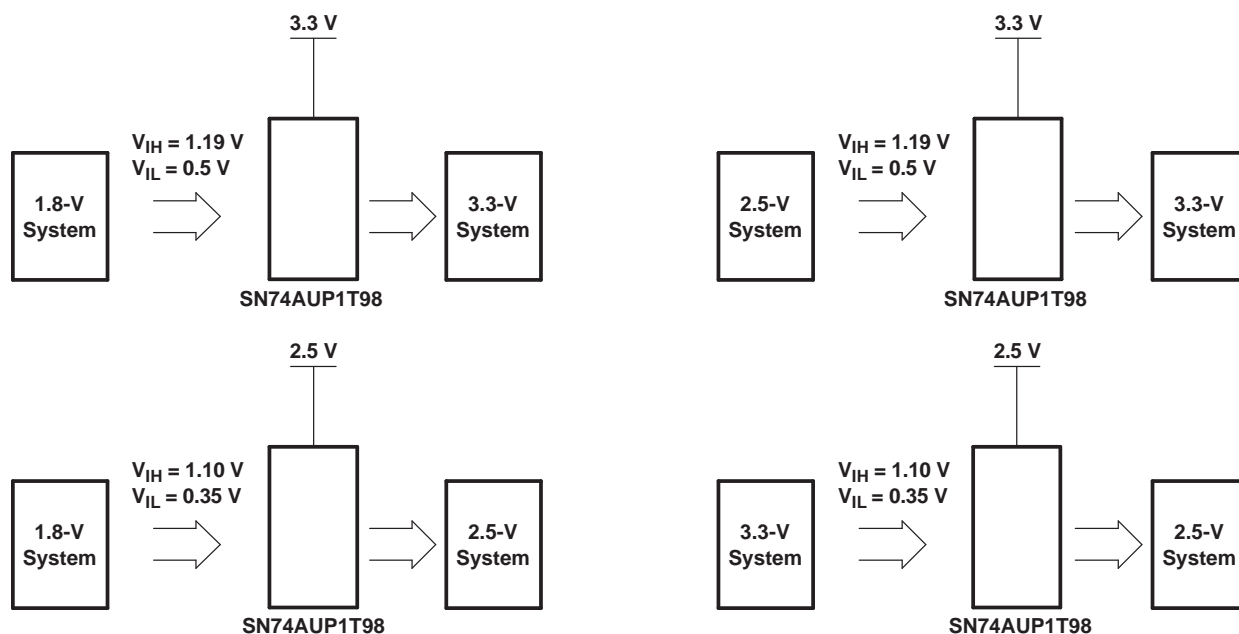 3.3 V
V_IH = 1.19 V
V_IL = 0.5 V
1.8-V
System
3.3-V
System
SN74AUP1T98
3.3 V
V_IH = 1.19 V
V_IL = 0.5 V
2.5-V
System
3.3-V
System
SN74AUP1T98
2.5 V
V_IH = 1.10 V
V_IL = 0.35 V
1.8-V
System
2.5-V
System
SN74AUP1T98
2.5 V
V_IH = 1.10 V
V_IL = 0.35 V
3.3-V
System
2.5-V
System
SN74AUP1T98